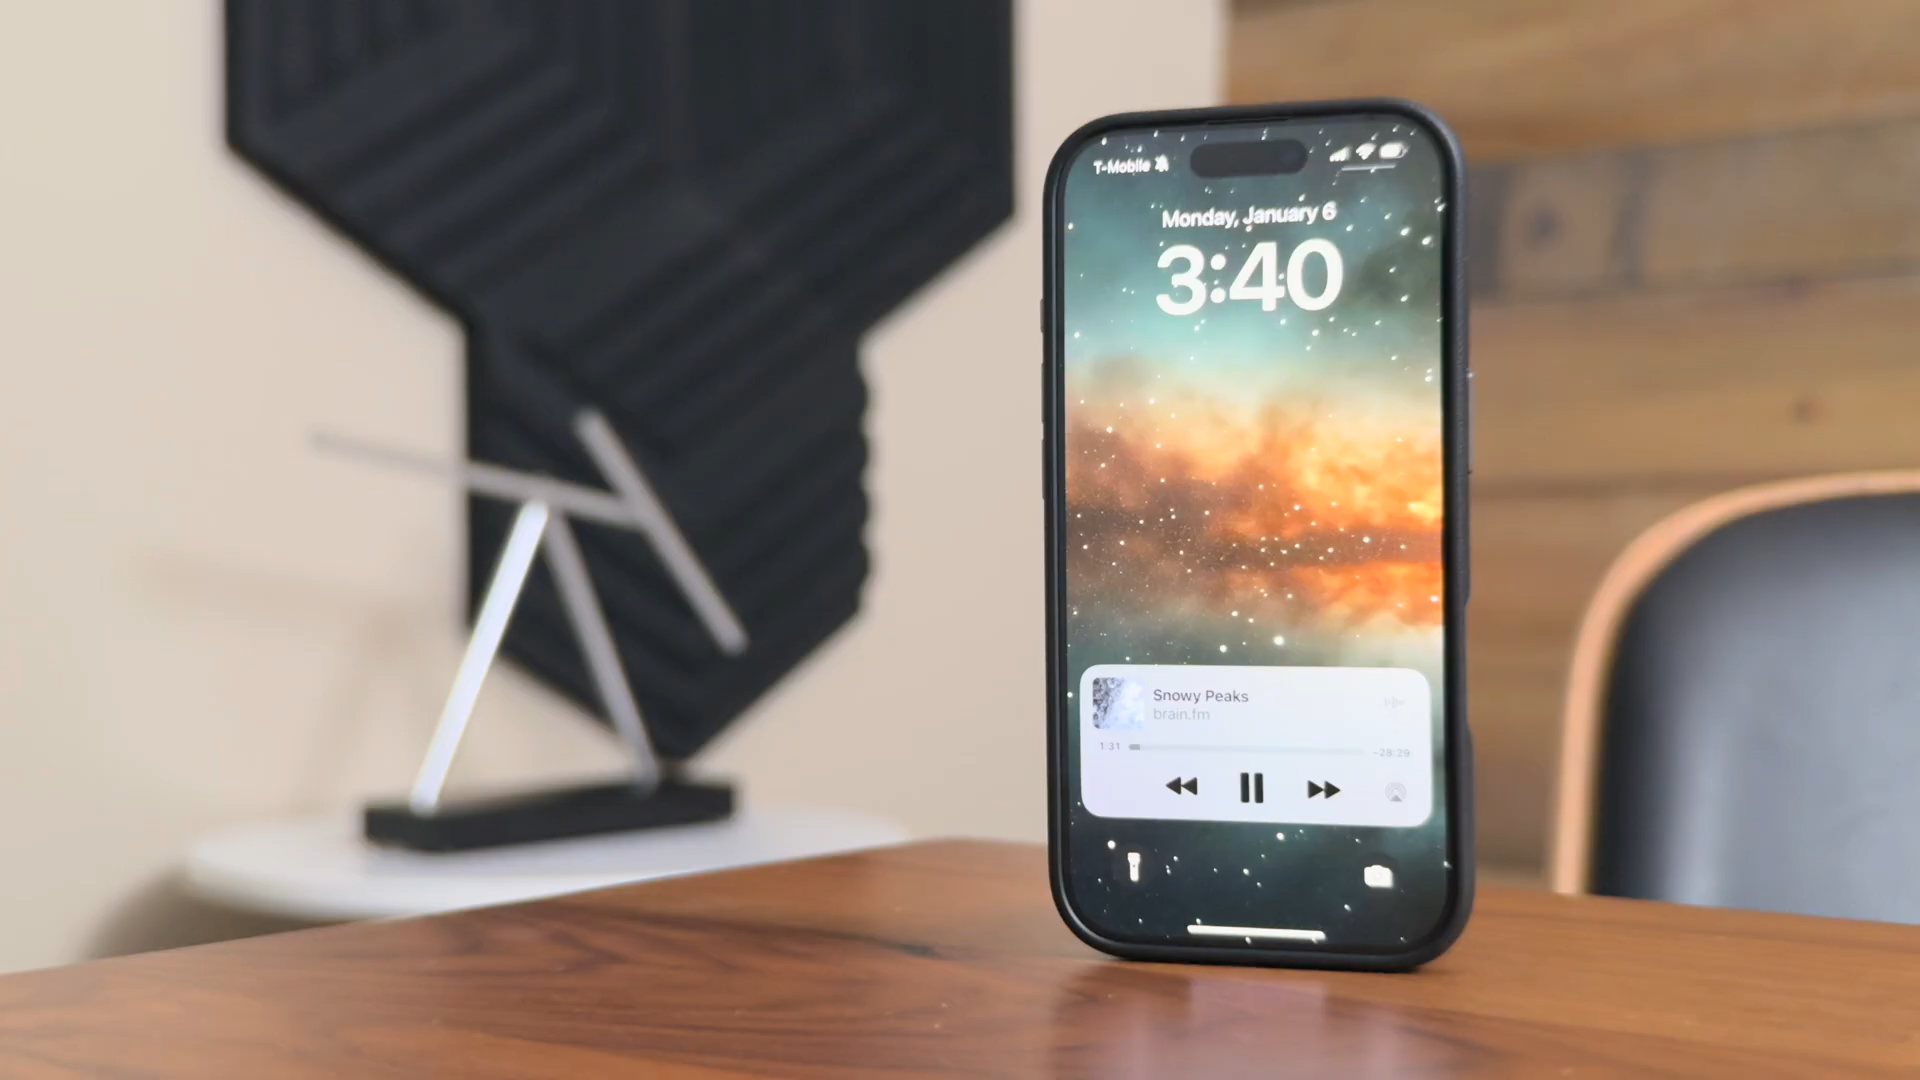 T-Mobile
Monday, January 6
3:40
Snowy Peaks
brain.fm
1:31
-28:29